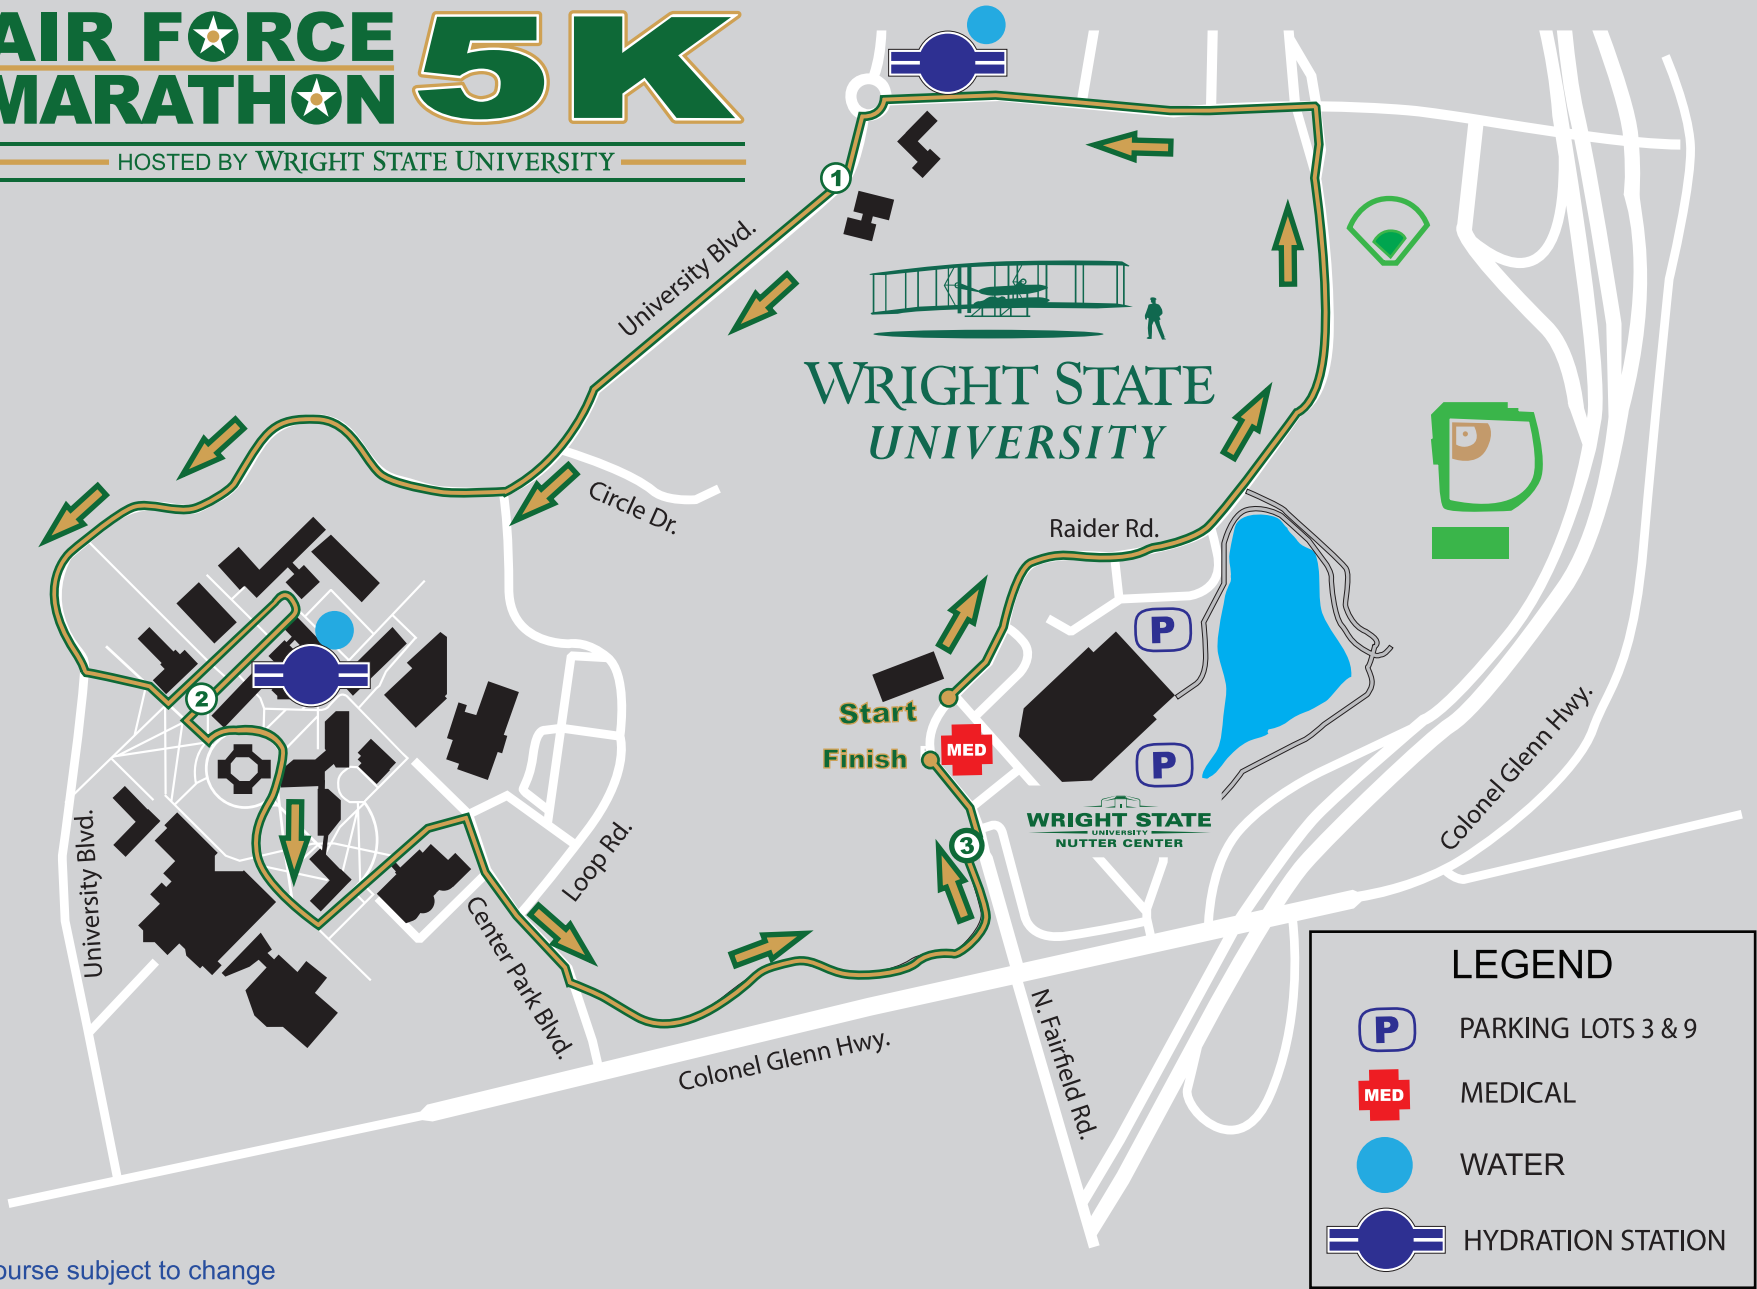 AIR FORCE
MARATHON
5K
HOSTED BY WRIGHT STATE UNIVERSITY
1
University Blvd.
WRIGHT STATE
UNIVERSITY
Circle Dr.
Raider Rd.
P
2
Start
MED
Finish
P
WRIGHT STATE
UNIVERSITY
NUTTER CENTER
3
Colonel Glenn Hwy.
University Blvd.
Loop Rd.
Center Park Blvd.
N. Fairfield Rd.
Colonel Glenn Hwy.
LEGEND
P PARKING LOTS 3 & 9
MED MEDICAL
WATER
HYDRATION STATION
ourse subject to change